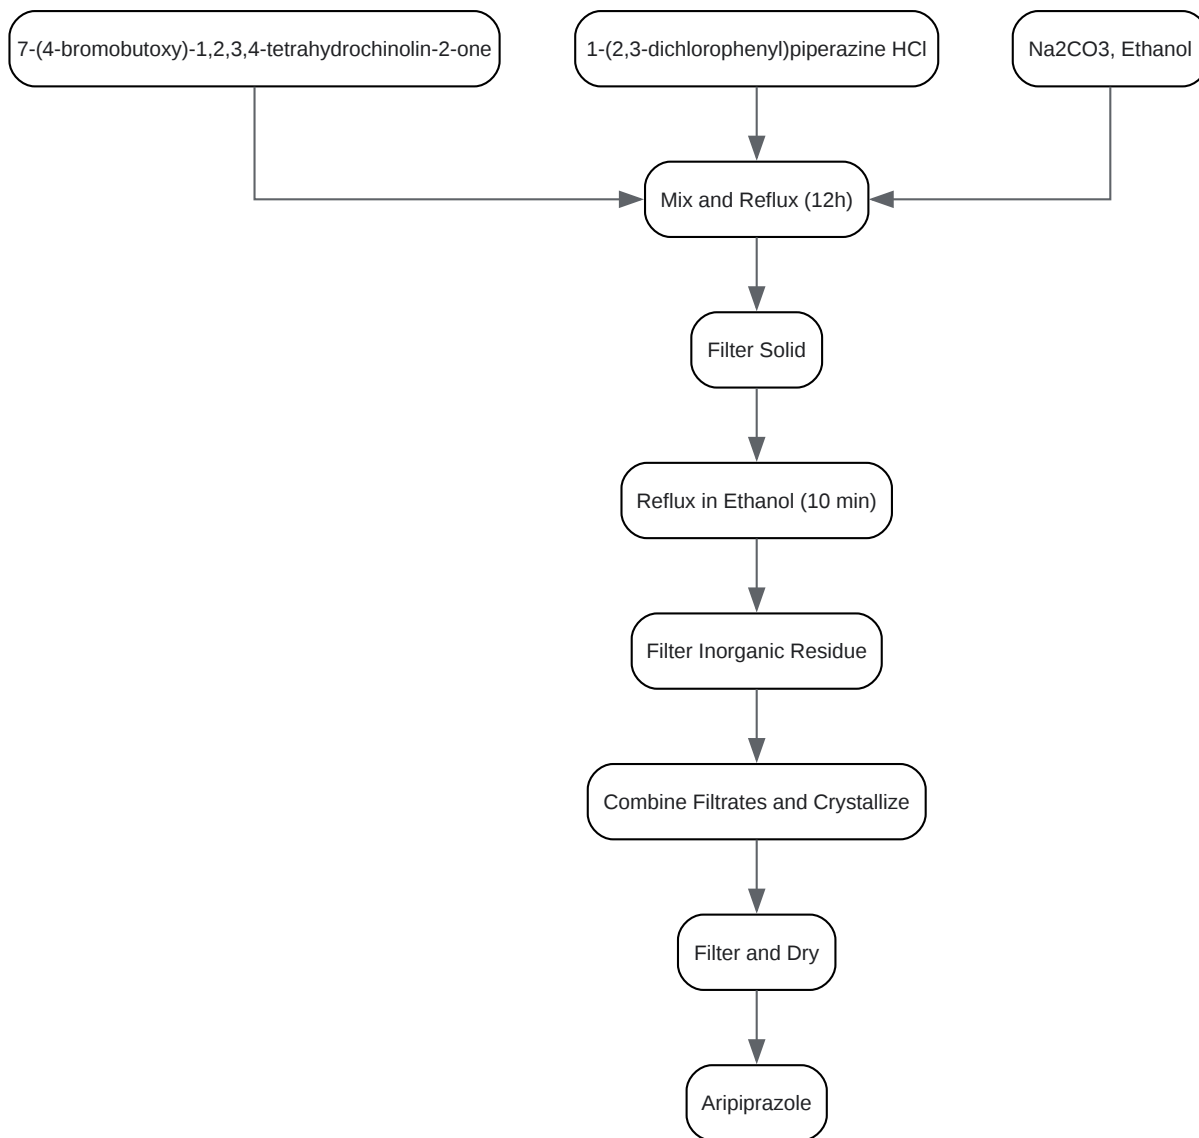 7-(4-bromobutoxy)-1,2,3,4-tetrahydrochinolin-2-one
1-(2,3-dichlorophenyl)piperazine HCl
Na2CO3, Ethanol
Mix and Reflux (12h)
Filter Solid
Reflux in Ethanol (10 min)
Filter Inorganic Residue
Combine Filtrates and Crystallize
Filter and Dry
Aripiprazole